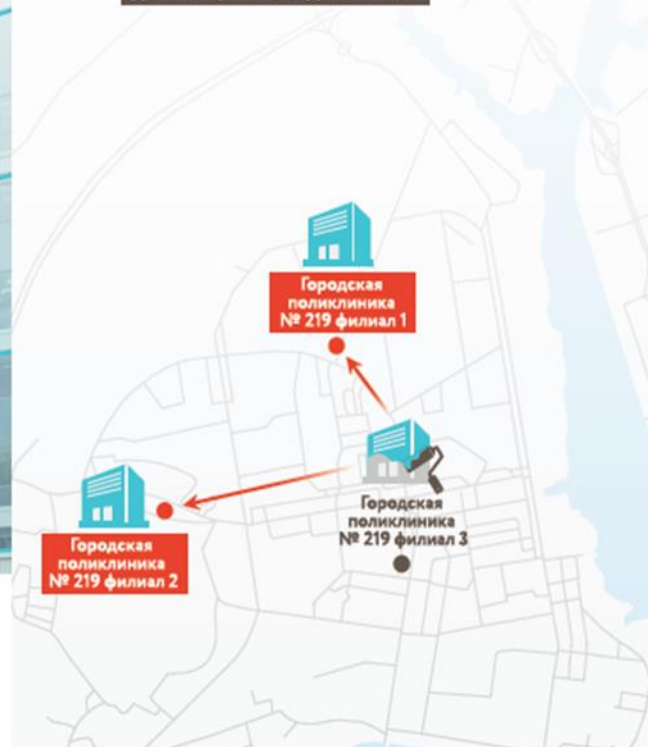 Городская
поликлиника
№ 219 филиал 1
Городская
поликлиника
№ 219 филиал 3
Городская
поликлиника
№ 219 филиал 2